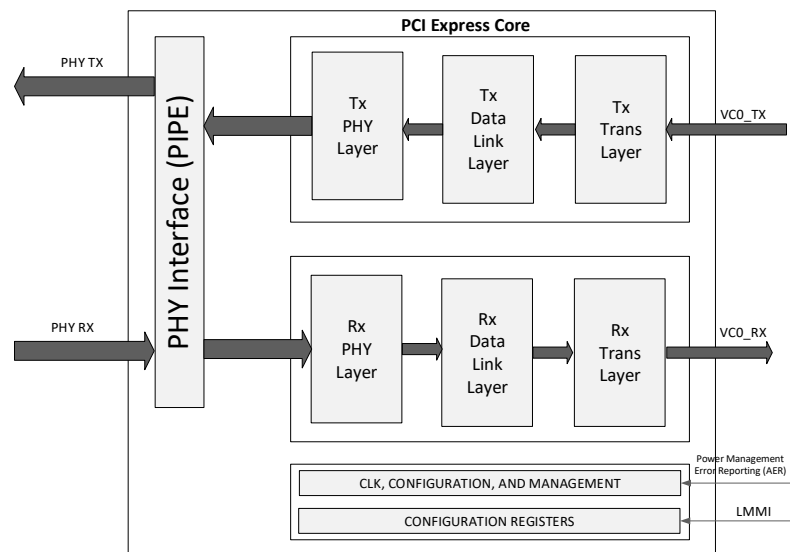 PCI Express Core
PHY TX
PHY Interface (PIPE)
Tx
PHY
Layer
Tx
Data
Link
Layer
Tx
Trans
Layer
VC0_TX
PHY RX
Rx
PHY
Layer
Rx
Data
Link
Layer
Rx
Trans
Layer
VC0_RX
Power Management
Error Reporting (AER)
CLK, CONFIGURATION, AND MANAGEMENT
CONFIGURATION REGISTERS
LMMI